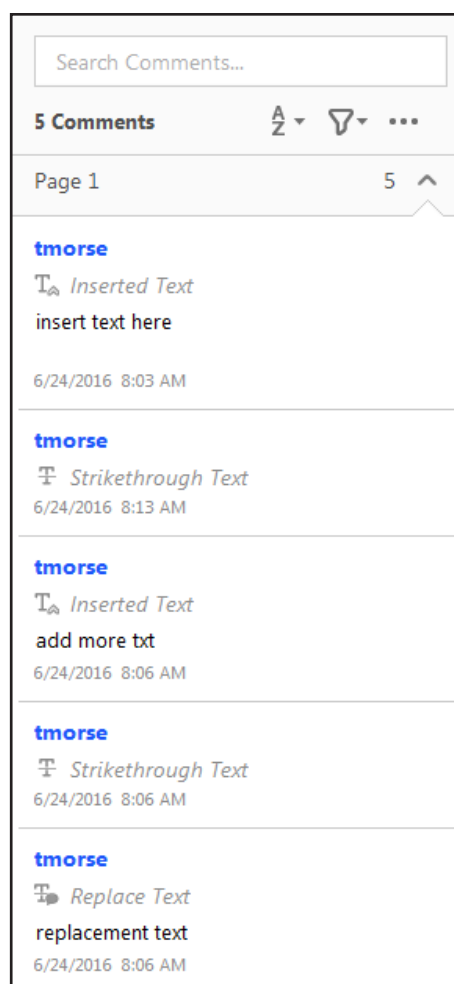 Search Comments...
5 Comments
Page 1 5
tmorse
Inserted Text
insert text here
6/24/2016 8:03 AM
tmorse
Strikethrough Text
6/24/2016 8:13 AM
tmorse
Inserted Text
add more txt
6/24/2016 8:06 AM
tmorse
Strikethrough Text
6/24/2016 8:06 AM
tmorse
Replace Text
replacement text
6/24/2016 8:06 AM